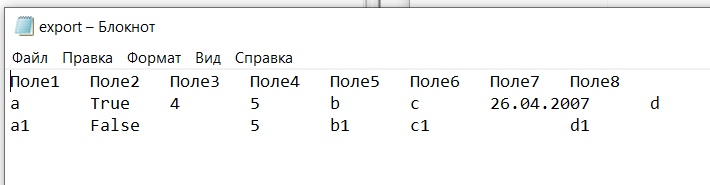 export – Блокнот
Файл Правка Формат Вид Справка
Поле1 Поле2 Поле3 Поле4 Поле5 Поле6 Поле7 Поле8
a True 4 5 b c 26.04.2007 d
a1 False 5 b1 c1 d1